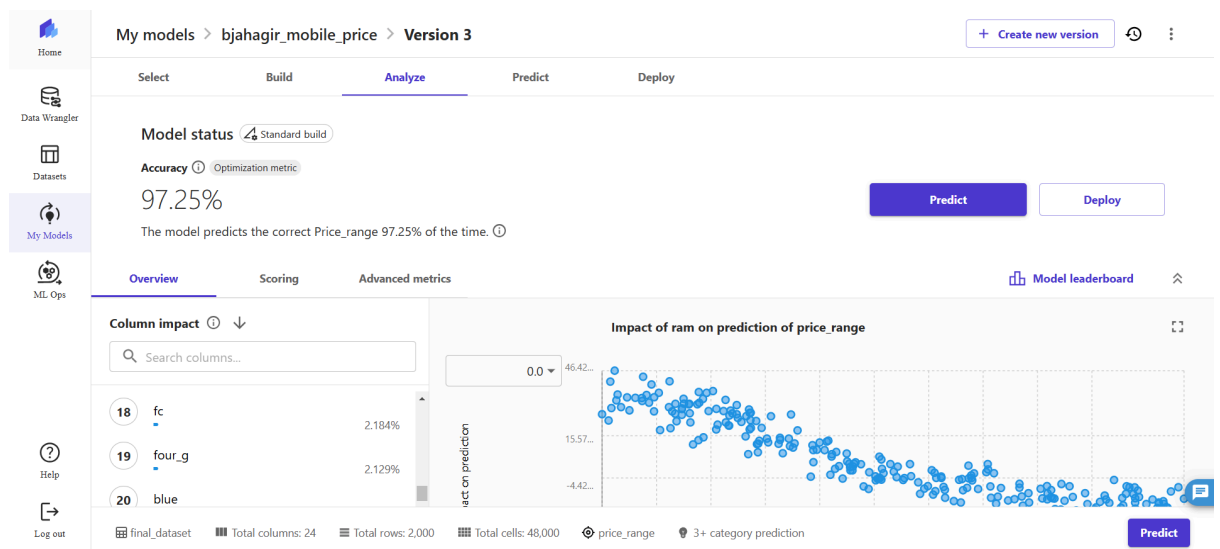 Home
Data Wrangler
Datasets
My Models
ML Ops
Help
Log out
My models > bjahagir_mobile_price > Version 3
+ Create new version
Select Build Analyze Predict Deploy
Model status Standard build
Accuracy Optimization metric
97.25%
The model predicts the correct Price_range 97.25% of the time.
Predict Deploy
Overview Scoring Advanced metrics
Model leaderboard
Column impact
Search columns...
18 fc
2.184%
19 four_g
2.129%
20 blue
Impact of ram on prediction of price_range
0.0
46.42...
15.57...
-4.42...
act on prediction
final_dataset Total columns: 24 Total rows: 2,000 Total cells: 48,000 price_range 3+ category prediction
Predict